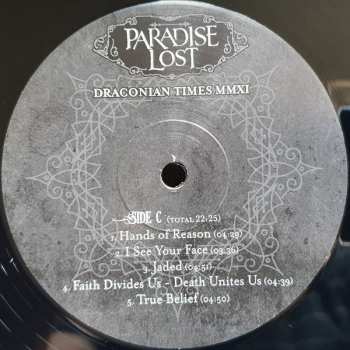 PARADISE
LOST
DRACONIAN TIMES MMXI
SIDE C (TOTAL 22:25)
1. Hands of Reason (04:29)
2. I See Your Face (03:36)
3. Jaded (04:51)
4. Faith Divides Us - Death Unites Us (04:39)
5. True Belief (04:50)